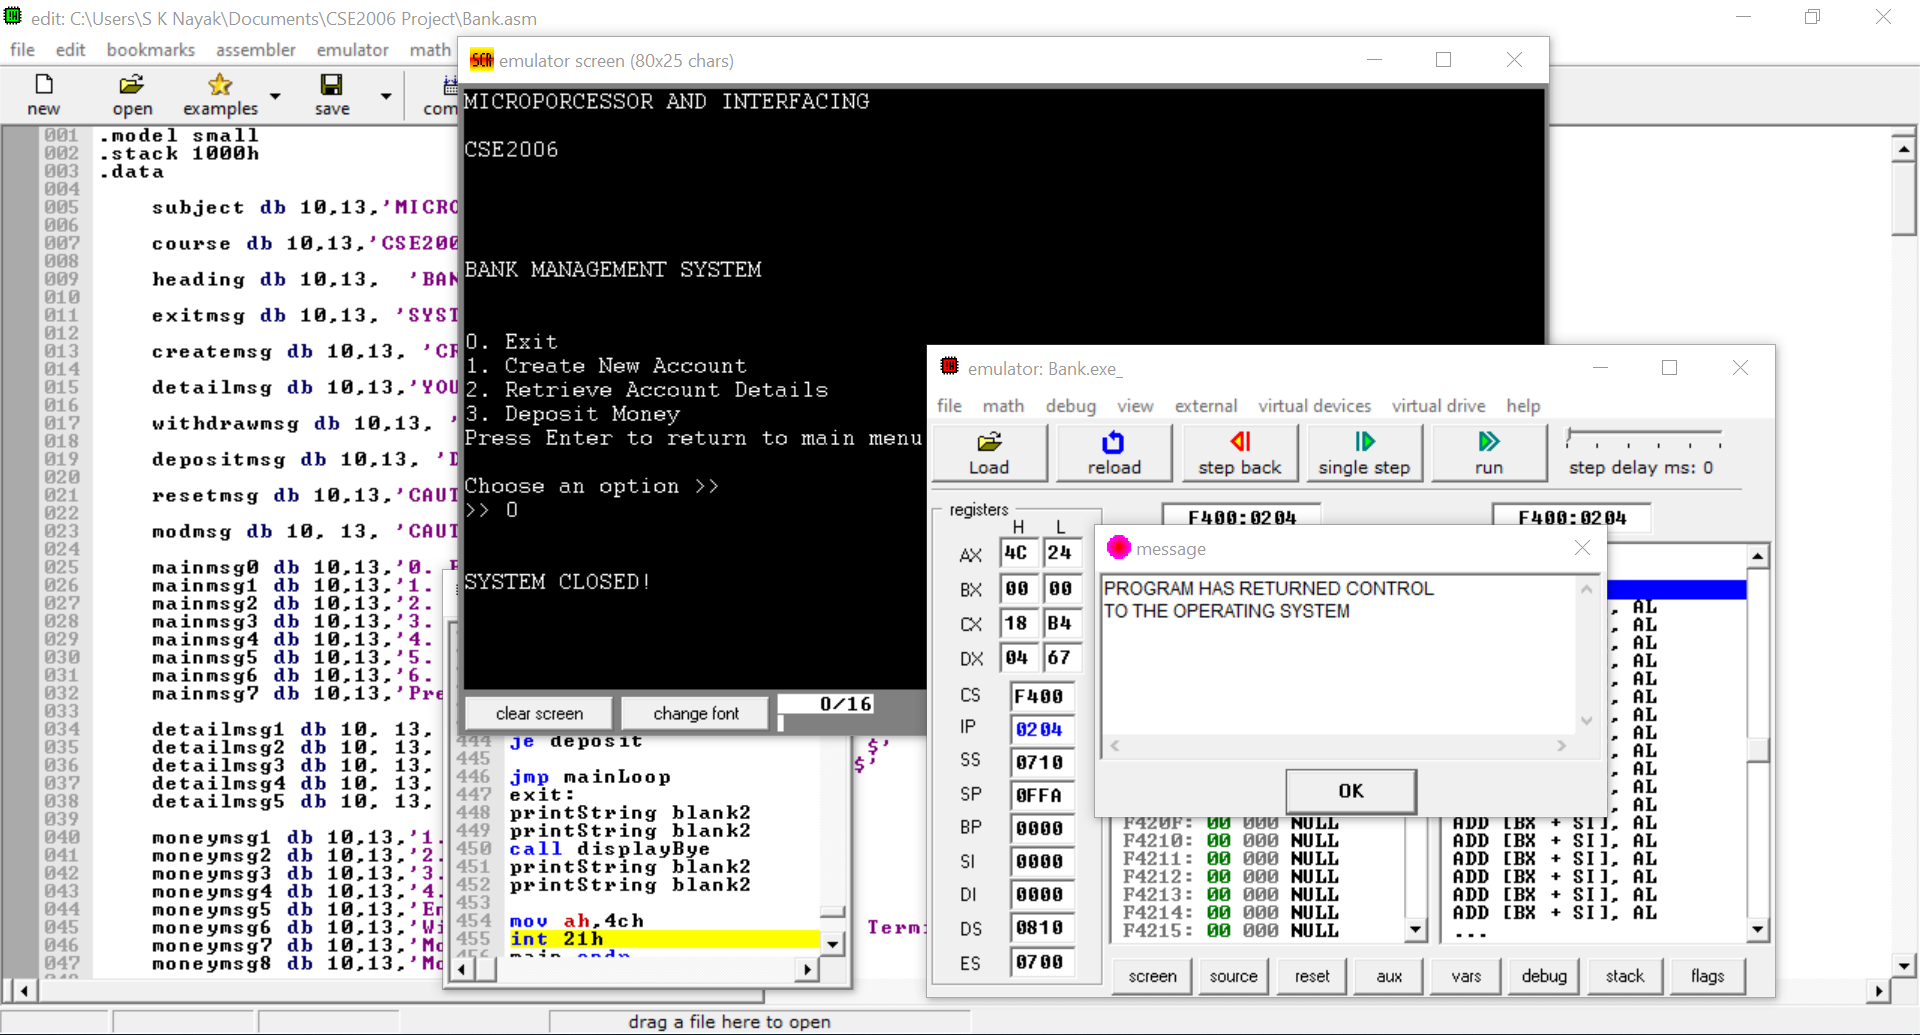 edit: C:\Users\S K Nayak\Documents\CSE2006 Project\Bank.asm
file edit bookmarks assembler emulator math
new open examples save com
001 .model small
002 .stack 1000h
003 .data
004
005 subject db 10,13,'MICRO
006
007 course db 10,13,'CSE200
008
009 heading db 10,13, 'BAN
010
011 exitmsg db 10,13, 'SYST
012
013 createmsg db 10,13, 'CR
014
015 detailmsg db 10,13,'YOU
016
017 withdrawmsg db 10,13, '
018
019 depositmsg db 10,13, 'D
020
021 resetmsg db 10,13,'CAUT
022
023 modmsg db 10, 13, 'CAUT
024
025 mainmsg0 db 10,13,'0. E
026 mainmsg1 db 10,13,'1.
027 mainmsg2 db 10,13,'2.
028 mainmsg3 db 10,13,'3.
029 mainmsg4 db 10,13,'4.
030 mainmsg5 db 10,13,'5.
031 mainmsg6 db 10,13,'6.
032 mainmsg7 db 10,13,'Pre
033
034 detailmsg1 db 10, 13,
035 detailmsg2 db 10, 13,
036 detailmsg3 db 10, 13,
037 detailmsg4 db 10, 13,
038 detailmsg5 db 10, 13,
039
040 moneymsg1 db 10,13,'1.
041 moneymsg2 db 10,13,'2.
042 moneymsg3 db 10,13,'3.
043 moneymsg4 db 10,13,'4.
044 moneymsg5 db 10,13,'En
045 moneymsg6 db 10,13,'Wi
046 moneymsg7 db 10,13,'Mo
047 moneymsg8 db 10,13,'Mo
$'
$'
Termi
drag a file here to open
SCR emulator screen (80x25 chars)
MICROPORCESSOR AND INTERFACING
CSE2006
BANK MANAGEMENT SYSTEM
0. Exit
1. Create New Account
2. Retrieve Account Details
3. Deposit Money
Press Enter to return to main menu
Choose an option >>
>> 0
SYSTEM CLOSED!
clear screen change font 0/16
444 je deposit
445
446 jmp mainLoop
447 exit:
448 printString blank2
449 printString blank2
450 call displayBye
451 printString blank2
452 printString blank2
453
454 mov ah,4ch
455 int 21h
456 main endp
emulator: Bank.exe_
file math debug view external virtual devices virtual drive help
Load reload step back single step run step delay ms: 0
registers F400:0204 F400:0204
H L
AX 4C 24
BX 00 00
CX 18 B4
DX 04 67
CS F400
IP 0204
SS 0710
SP 0FFA
BP 0000
SI 0000
DI 0000
DS 0810
ES 0700
message
PROGRAM HAS RETURNED CONTROL
TO THE OPERATING SYSTEM
OK
, AL
, AL
, AL
, AL
, AL
, AL
, AL
, AL
, AL
, AL
, AL
, AL
F420F: 00 000 NULL ADD [BX + SI], AL
F4210: 00 000 NULL ADD [BX + SI], AL
F4211: 00 000 NULL ADD [BX + SI], AL
F4212: 00 000 NULL ADD [BX + SI], AL
F4213: 00 000 NULL ADD [BX + SI], AL
F4214: 00 000 NULL ADD [BX + SI], AL
F4215: 00 000 NULL ...
screen source reset aux vars debug stack flags